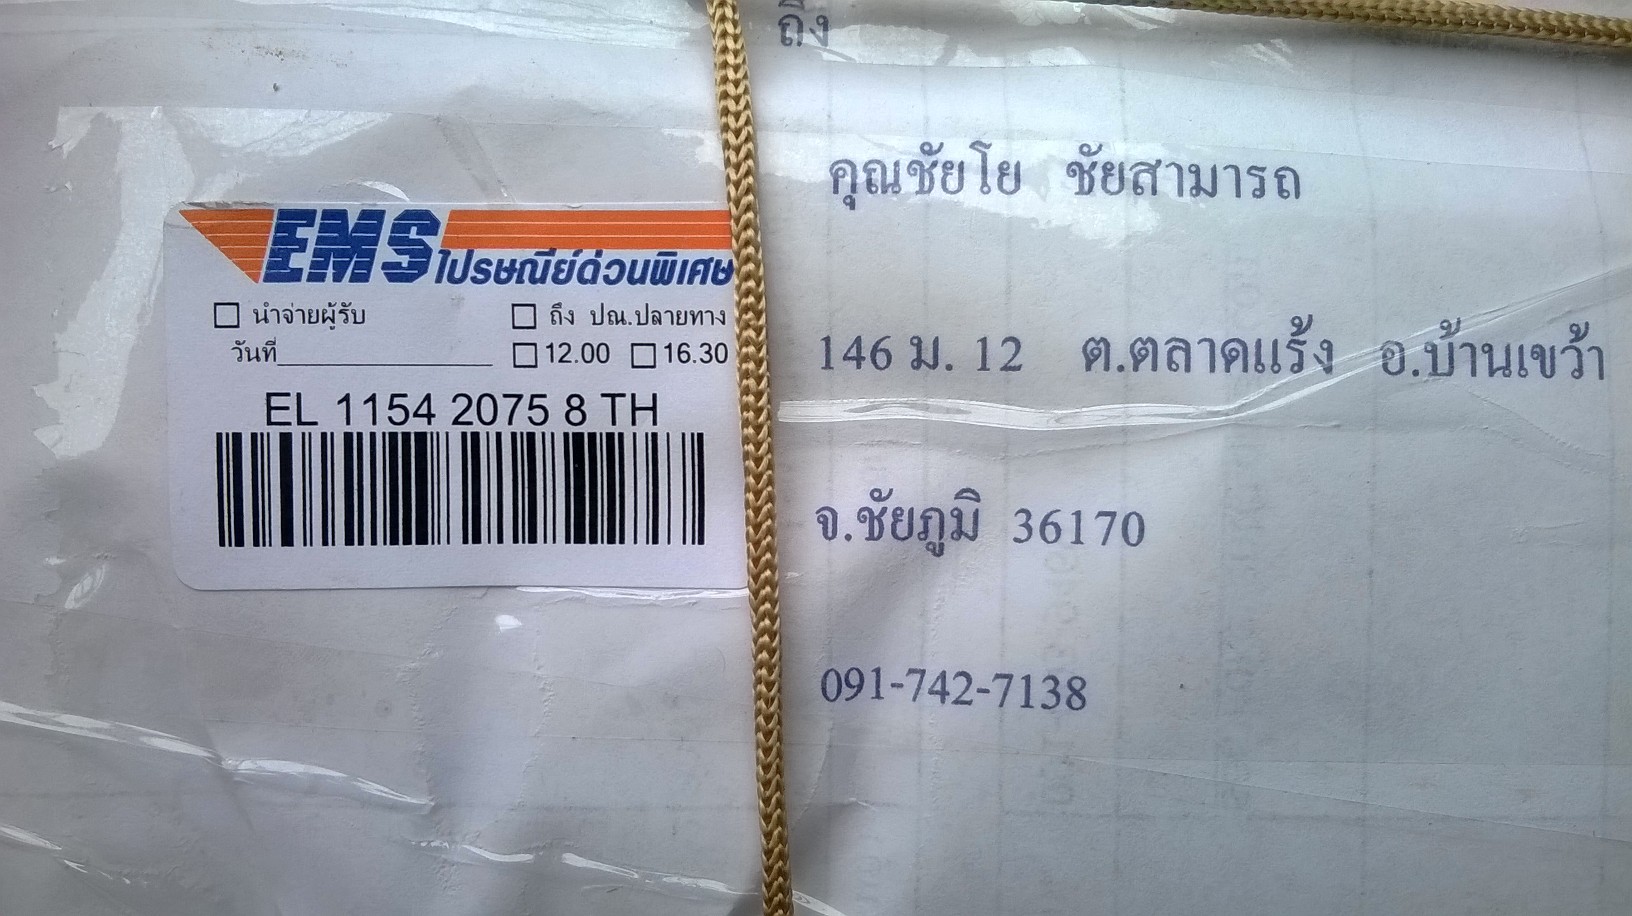 ถึง
คุณชัยโย ชัยสามารถ
146 ม. 12 ต.ตลาดแร้ง อ.บ้านเขว้า
จ.ชัยภูมิ 36170
091-742-7138
EMS ไปรษณีย์ด่วนพิเศษ
นำจ่ายผู้รับ ถึง ปณ.ปลายทาง
วันที่ 12.00 16.30
EL 1154 2075 8 TH